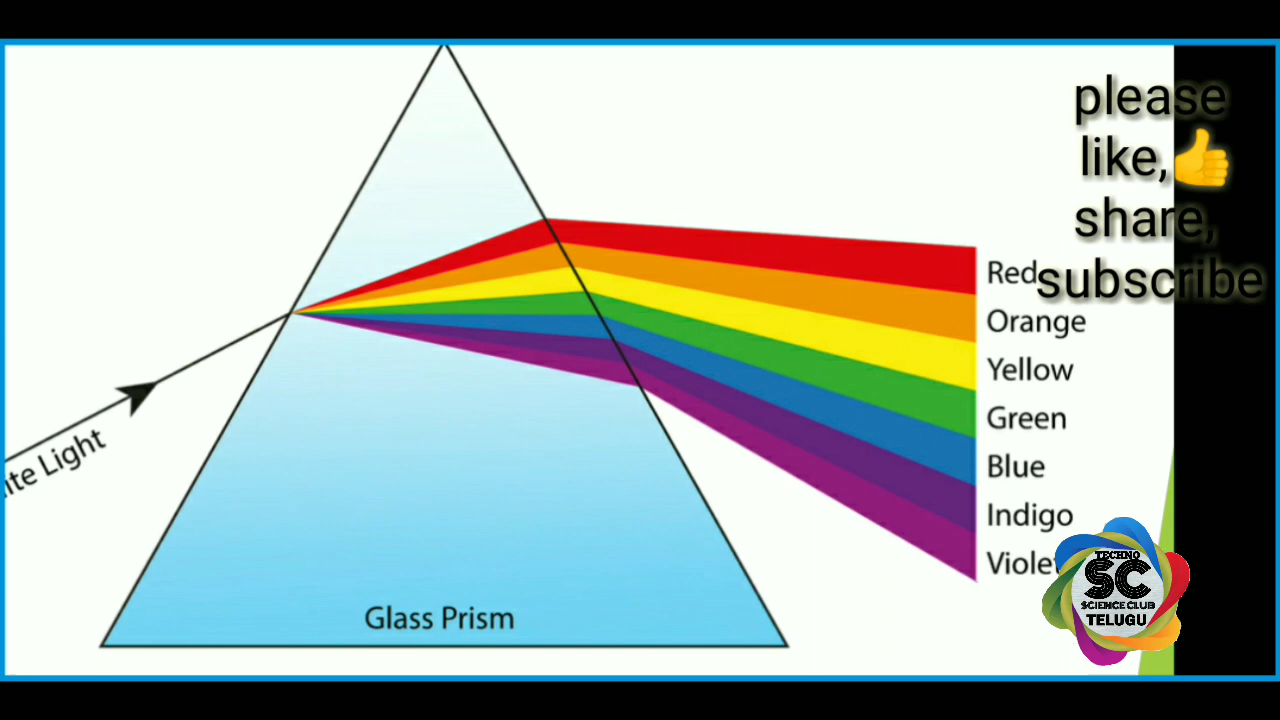 please
like,👍
share,
subscribe
Red
Orange
Yellow
Green
Blue
Indigo
Violet
ite Light
Glass Prism
TECHNO
SC
SCIENCE CLUB
TELUGU